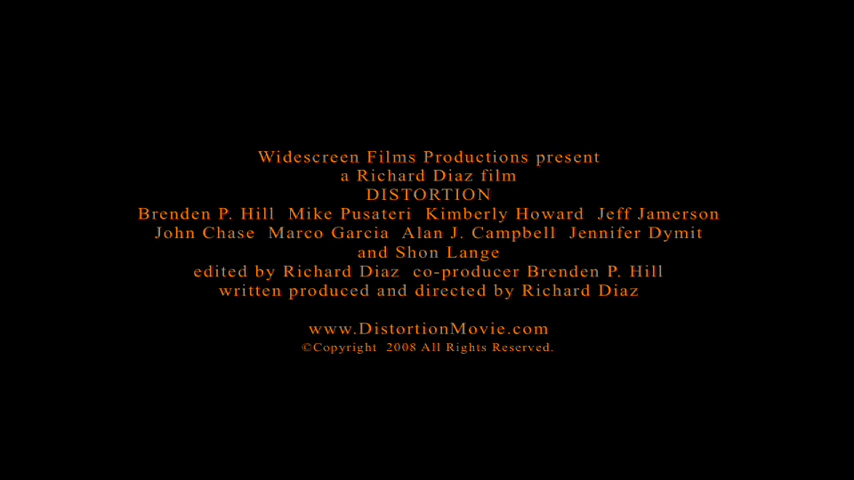 Widescreen Films Productions present
a Richard Diaz film
DISTORTION
Brenden P. Hill  Mike Pusateri  Kimberly Howard  Jeff Jamerson
John Chase  Marco Garcia  Alan J. Campbell  Jennifer Dymit
and Shon Lange
edited by Richard Diaz  co-producer Brenden P. Hill
written produced and directed by Richard Diaz
www.DistortionMovie.com
©Copyright  2008 All Rights Reserved.